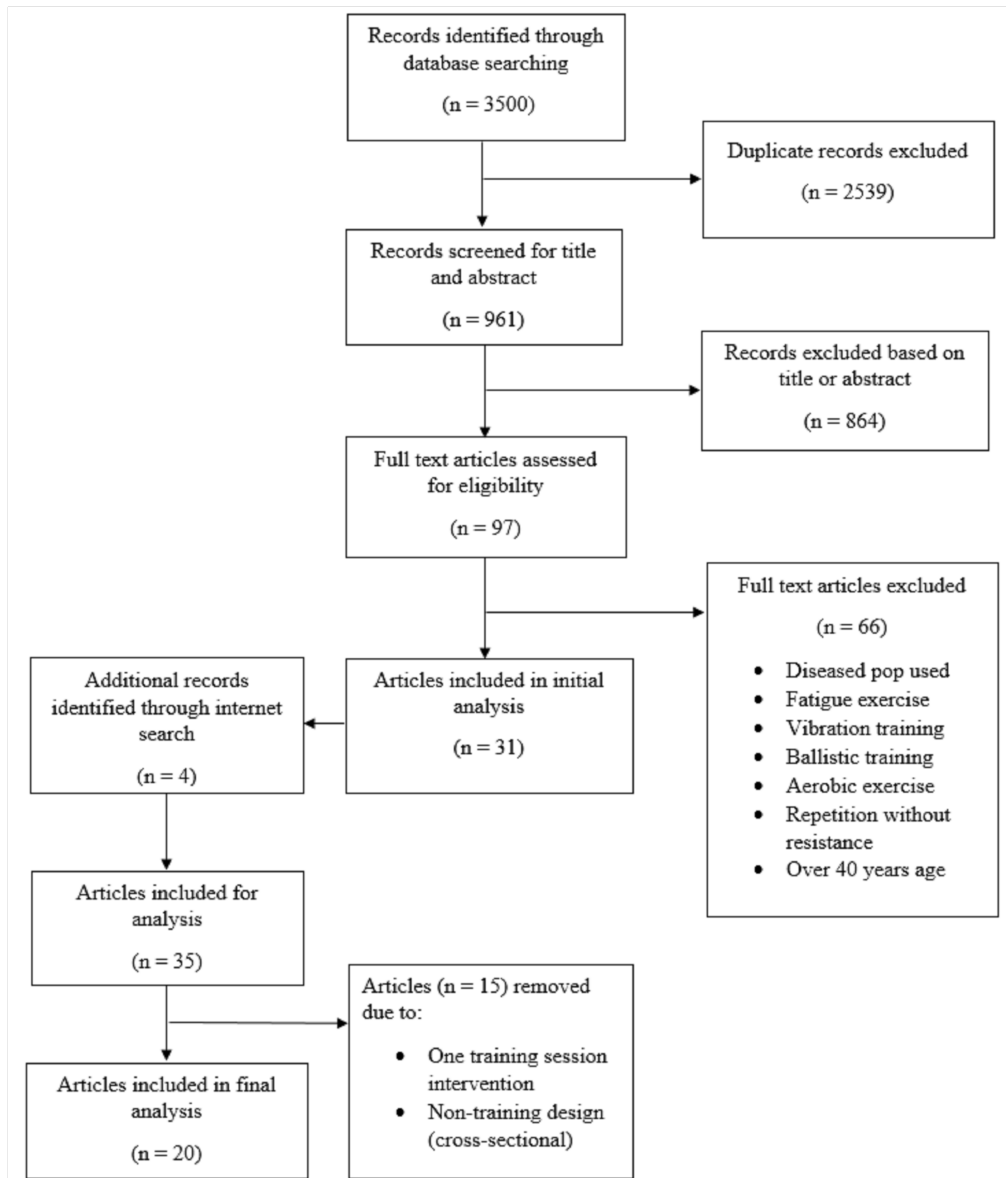 Records identified through
database searching
(n = 3500)
Duplicate records excluded
(n = 2539)
Records screened for title
and abstract
(n = 961)
Records excluded based on
title or abstract
(n = 864)
Full text articles assessed
for eligibility
(n = 97)
Full text articles excluded
(n = 66)
• Diseased pop used
• Fatigue exercise
• Vibration training
• Ballistic training
• Aerobic exercise
• Repetition without
resistance
• Over 40 years age
Articles included in initial
analysis
(n = 31)
Additional records
identified through internet
search
(n = 4)
Articles included for
analysis
(n = 35)
Articles (n = 15) removed
due to:
• One training session
intervention
• Non-training design
(cross-sectional)
Articles included in final
analysis
(n = 20)